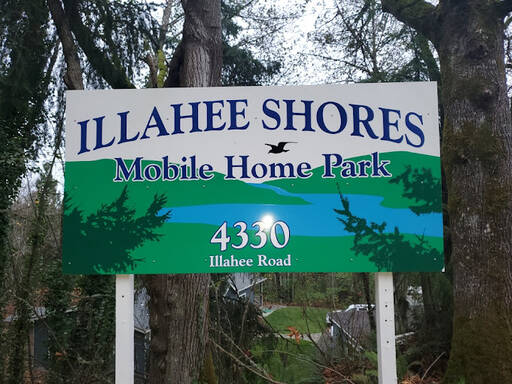 ILLAHEE SHORES
Mobile Home Park
4330
Illahee Road